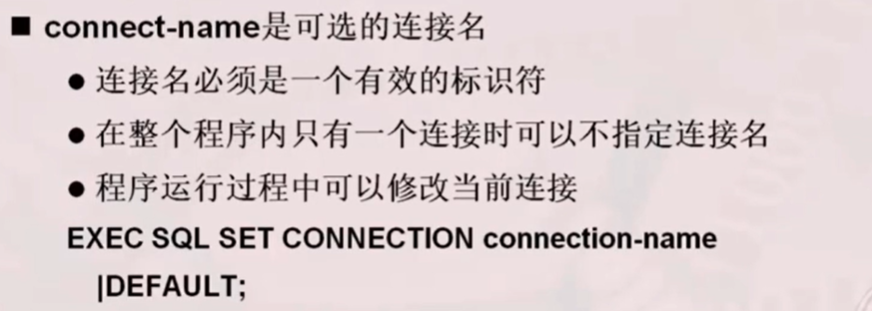 ■ connect-name是可选的连接名
● 连接名必须是一个有效的标识符
● 在整个程序内只有一个连接时可以不指定连接名
● 程序运行过程中可以修改当前连接
EXEC SQL SET CONNECTION connection-name
|DEFAULT;